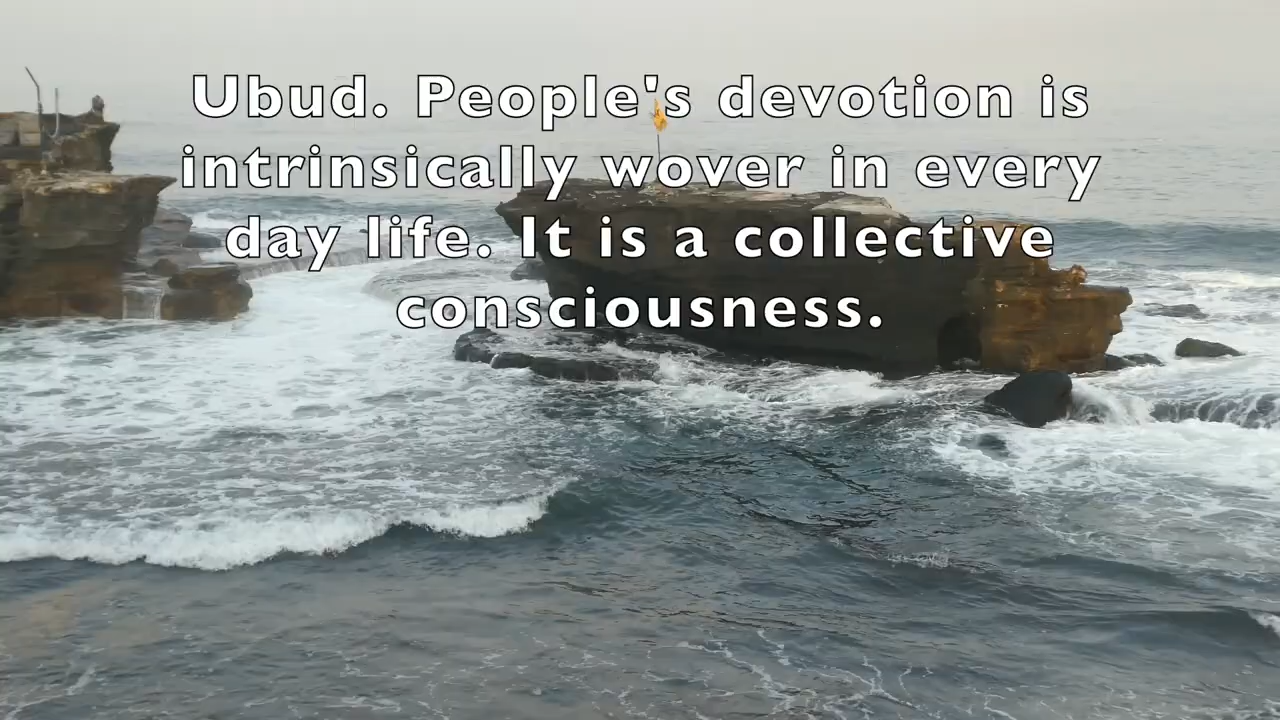 Ubud. People's devotion is
intrinsically wover in every
day life. It is a collective
consciousness.